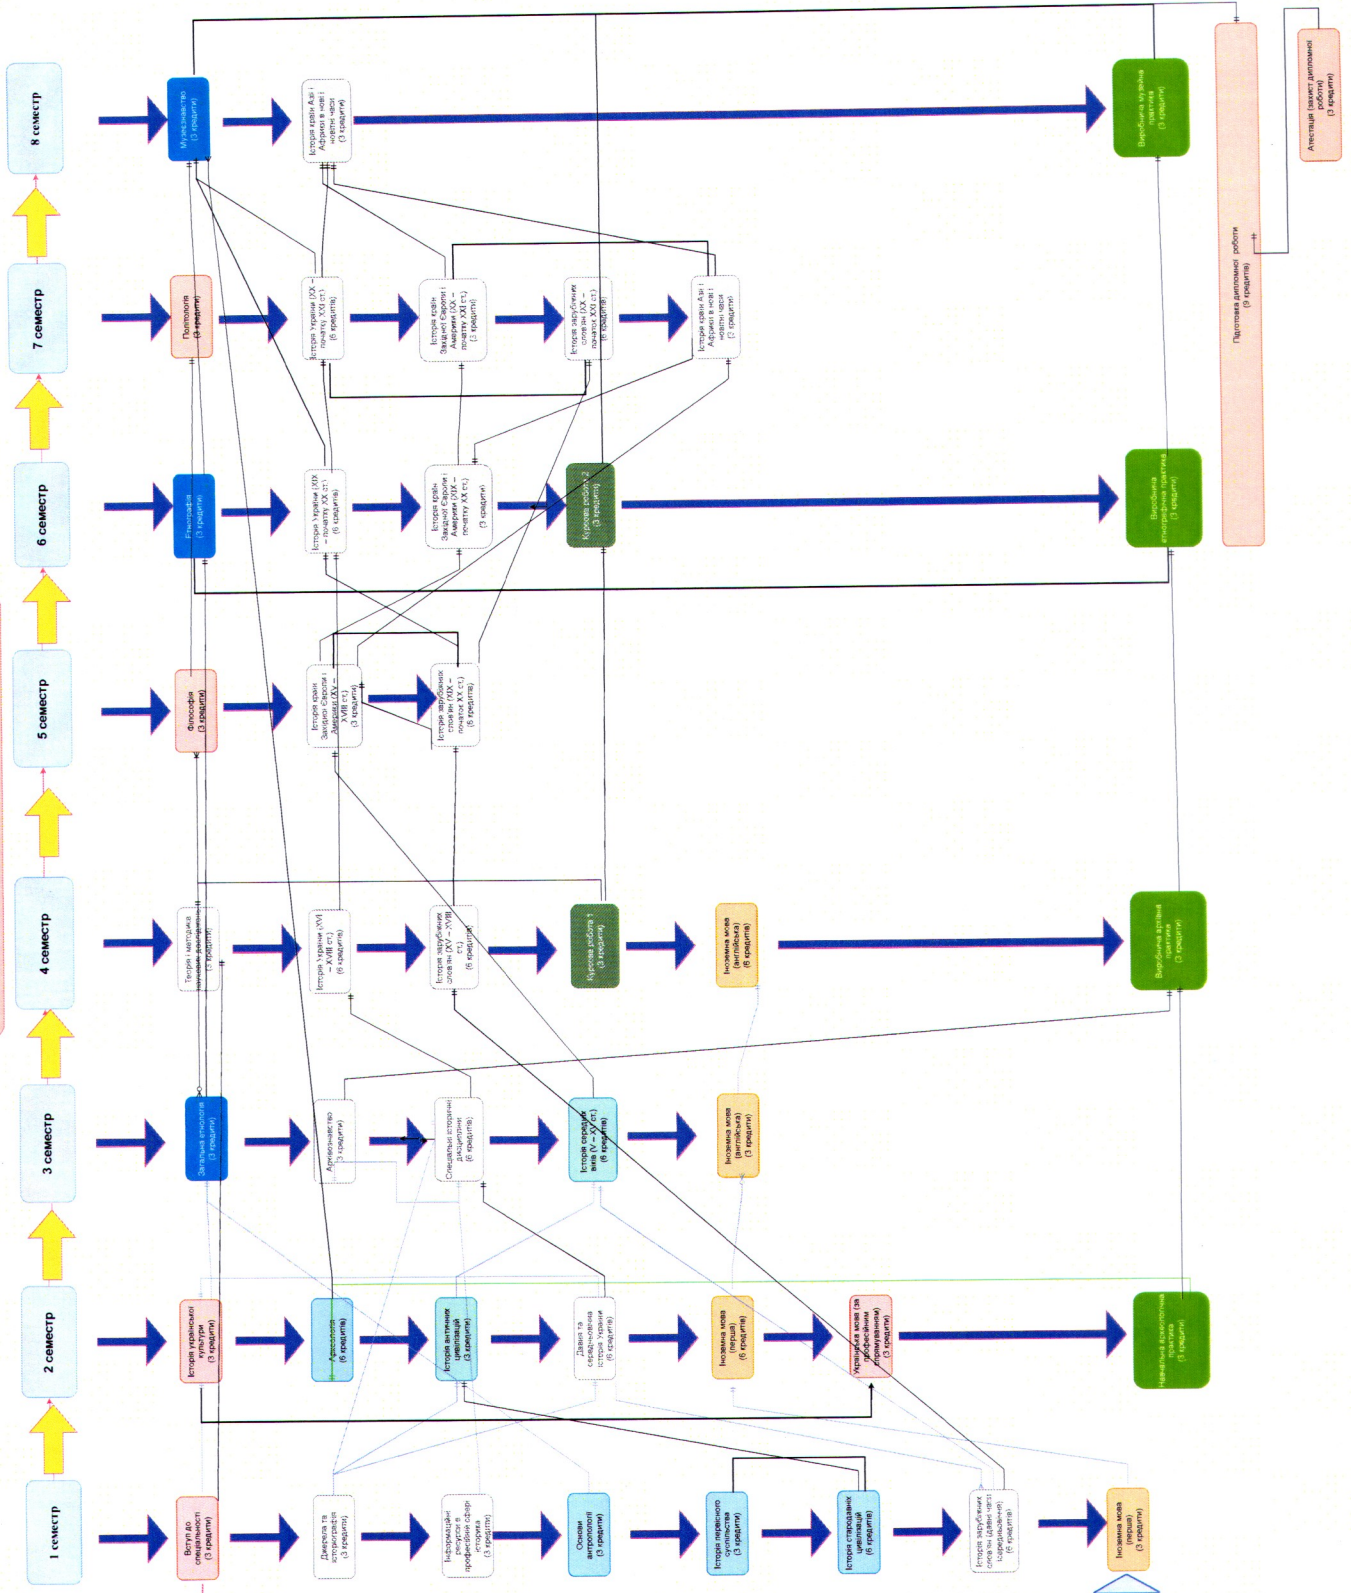 1 семестр
2 семестр
3 семестр
4 семестр
5 семестр
6 семестр
7 семестр
8 семестр
Вступ до
спеціальності
(3 кредити)
Джерела та
історіографія
(3 кредити)
Інформаційні
ресурси в
професійній сфері
історика
(3 кредити)
Основи
антропології
(3 кредити)
Історія первісного
суспільства
(3 кредити)
Історія стародавніх
цивілізацій
(6 кредитів)
Історія зарубіжних
слов'ян (давні часи
середньовіччя)
(6 кредитів)
Іноземна мова
(перша)
(3 кредити)
Історія української
культури
(3 кредити)
Археологія
(6 кредитів)
Історія античних
цивілізацій
(6 кредитів)
Давня та
середньовічна
історія України
(6 кредитів)
Іноземна мова
(перша)
(6 кредитів)
Українська мова (за
професійним
спрямуванням)
(3 кредити)
Навчальна археологічна
практика
(3 кредити)
Загальна етнологія
(3 кредити)
Архівознавство
(3 кредити)
Спеціальні історичні
дисципліни
(6 кредитів)
Історія середніх
віків (V – XV ст.)
(6 кредитів)
Іноземна мова
(англійська)
(3 кредити)
Теорія і методика
наукових досліджень
(3 кредити)
Історія України (XVI
– XVIII ст.)
(6 кредитів)
Історія зарубіжних
слов'ян (XV – XVIII
ст.)
(6 кредитів)
Курсова робота 1
(3 кредити)
Іноземна мова
(англійська)
(6 кредитів)
Виробнича архівна
практика
(3 кредити)
Філософія
(3 кредити)
Історія країн
Західної Європи і
Америки (XV –
XVIII ст.)
(3 кредити)
Історія зарубіжних
слов'ян (XIX –
початок XX ст.)
(6 кредитів)
Етнографія
(3 кредити)
Історія України (XIX
– початку XX ст.)
(6 кредитів)
Історія країн
Західної Європи і
Америки (XIX –
початку XX ст.)
(3 кредити)
Курсова робота 2
(3 кредити)
Виробнича
етнографічна практика
(3 кредити)
Політологія
(3 кредити)
Історія України (XX –
початку XXI ст.)
(6 кредитів)
Історія країн
Західної Європи і
Америки (XX –
початку XXI ст.)
(3 кредити)
Історія зарубіжних
слов'ян (XX –
початок XXI ст.)
(6 кредитів)
Історія країн Азії і
Африки в нові і
новітні часи
(3 кредити)
Музеєзнавство
(3 кредити)
Історія країн Азії і
Африки в нові і
новітні часи
(3 кредити)
Виробнича музейна
практика
(3 кредити)
Підготовка дипломної роботи
(9 кредитів)
Атестація (захист дипломної
роботи)
(3 кредити)